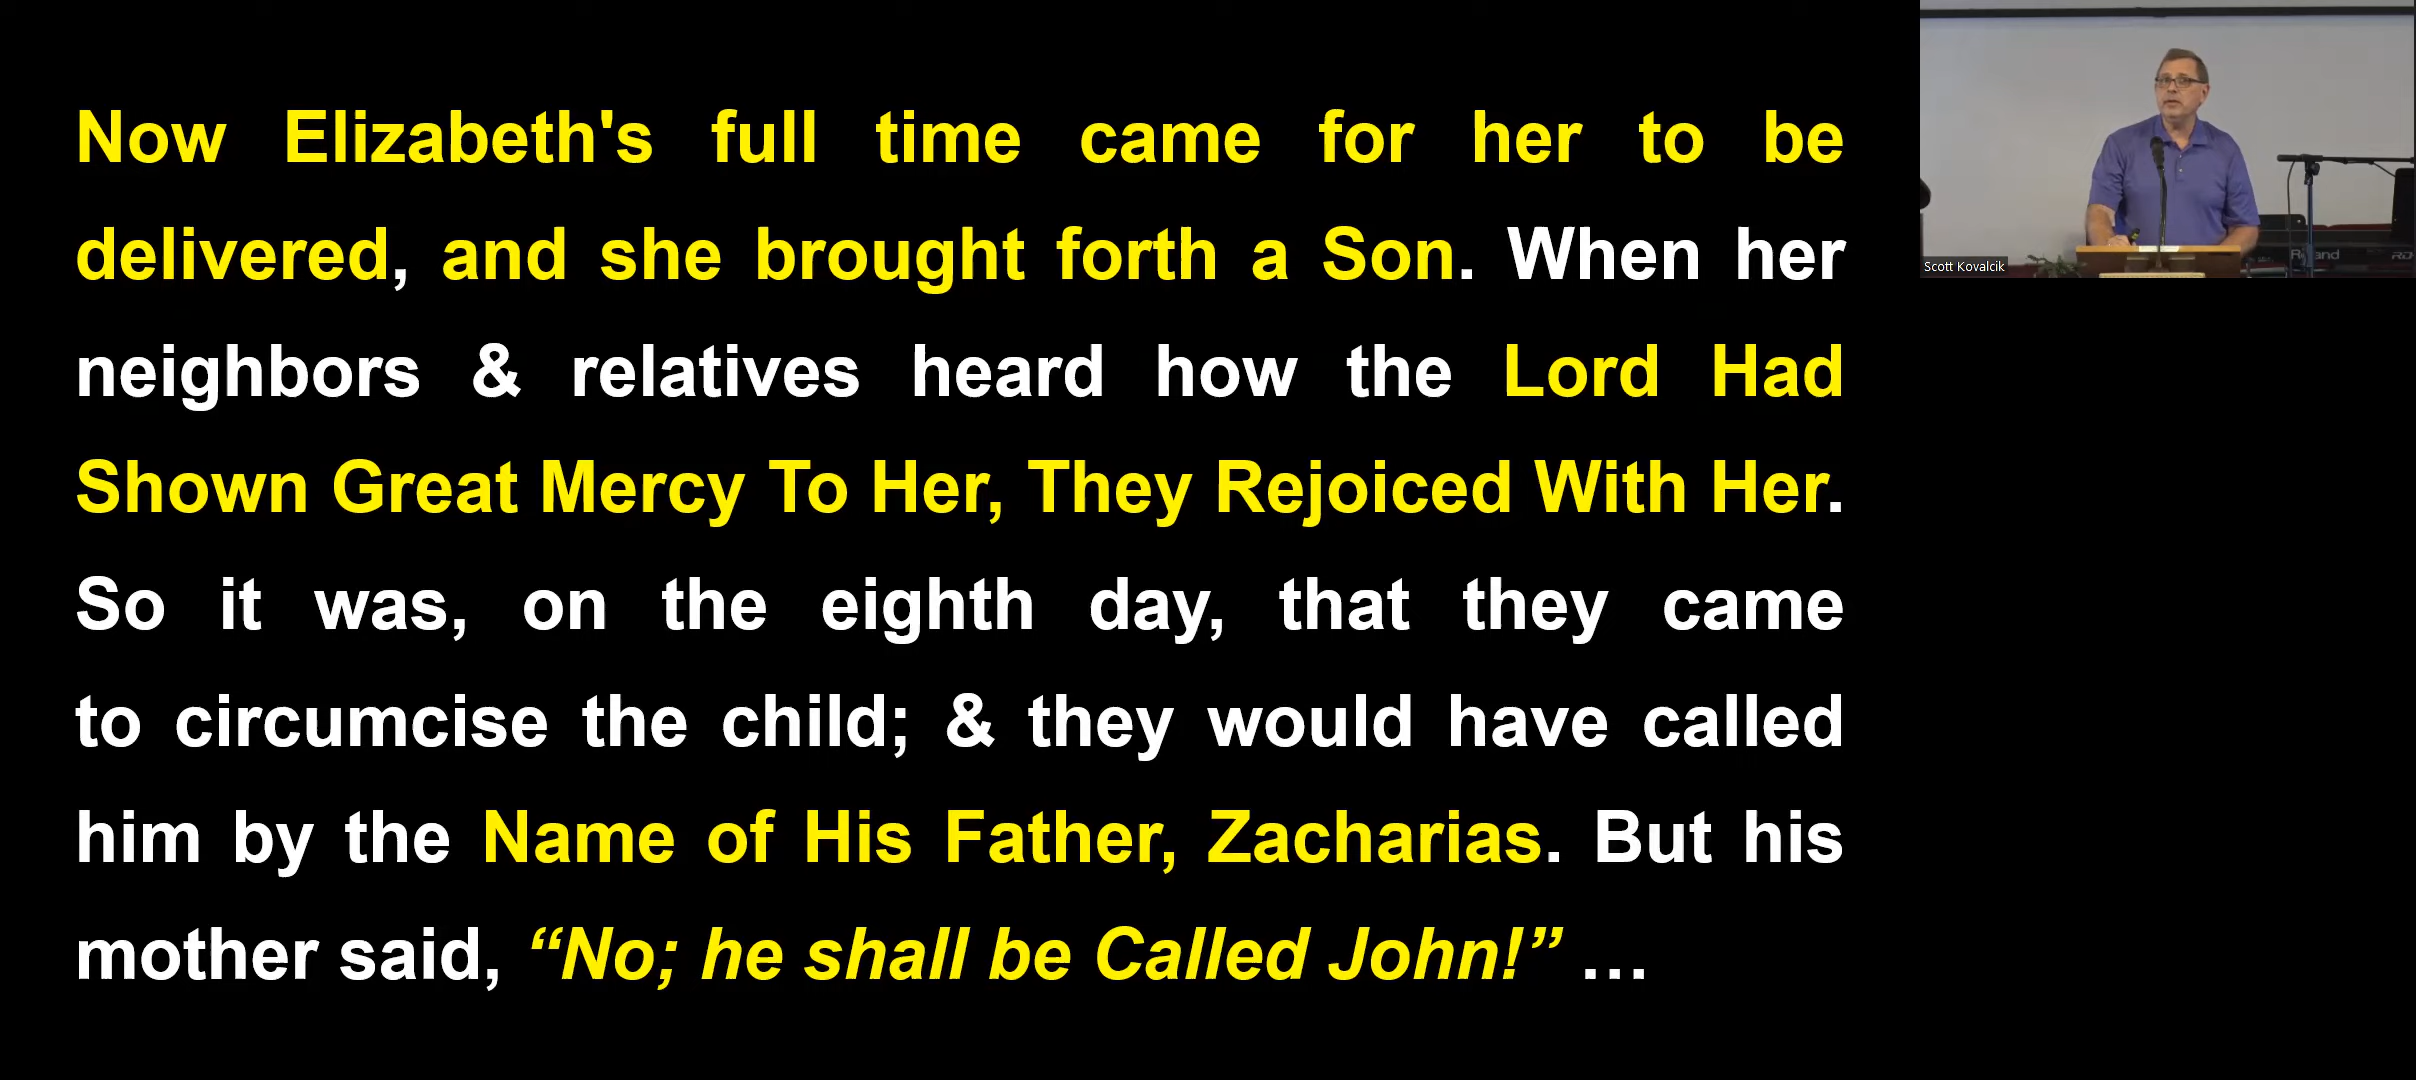 Now Elizabeth's full time came for her to be
delivered, and she brought forth a Son. When her
neighbors & relatives heard how the Lord Had
Shown Great Mercy To Her, They Rejoiced With Her.
So it was, on the eighth day, that they came
to circumcise the child; & they would have called
him by the Name of His Father, Zacharias. But his
mother said, “No; he shall be Called John!” …
Scott Kovalcik
Roland
RD